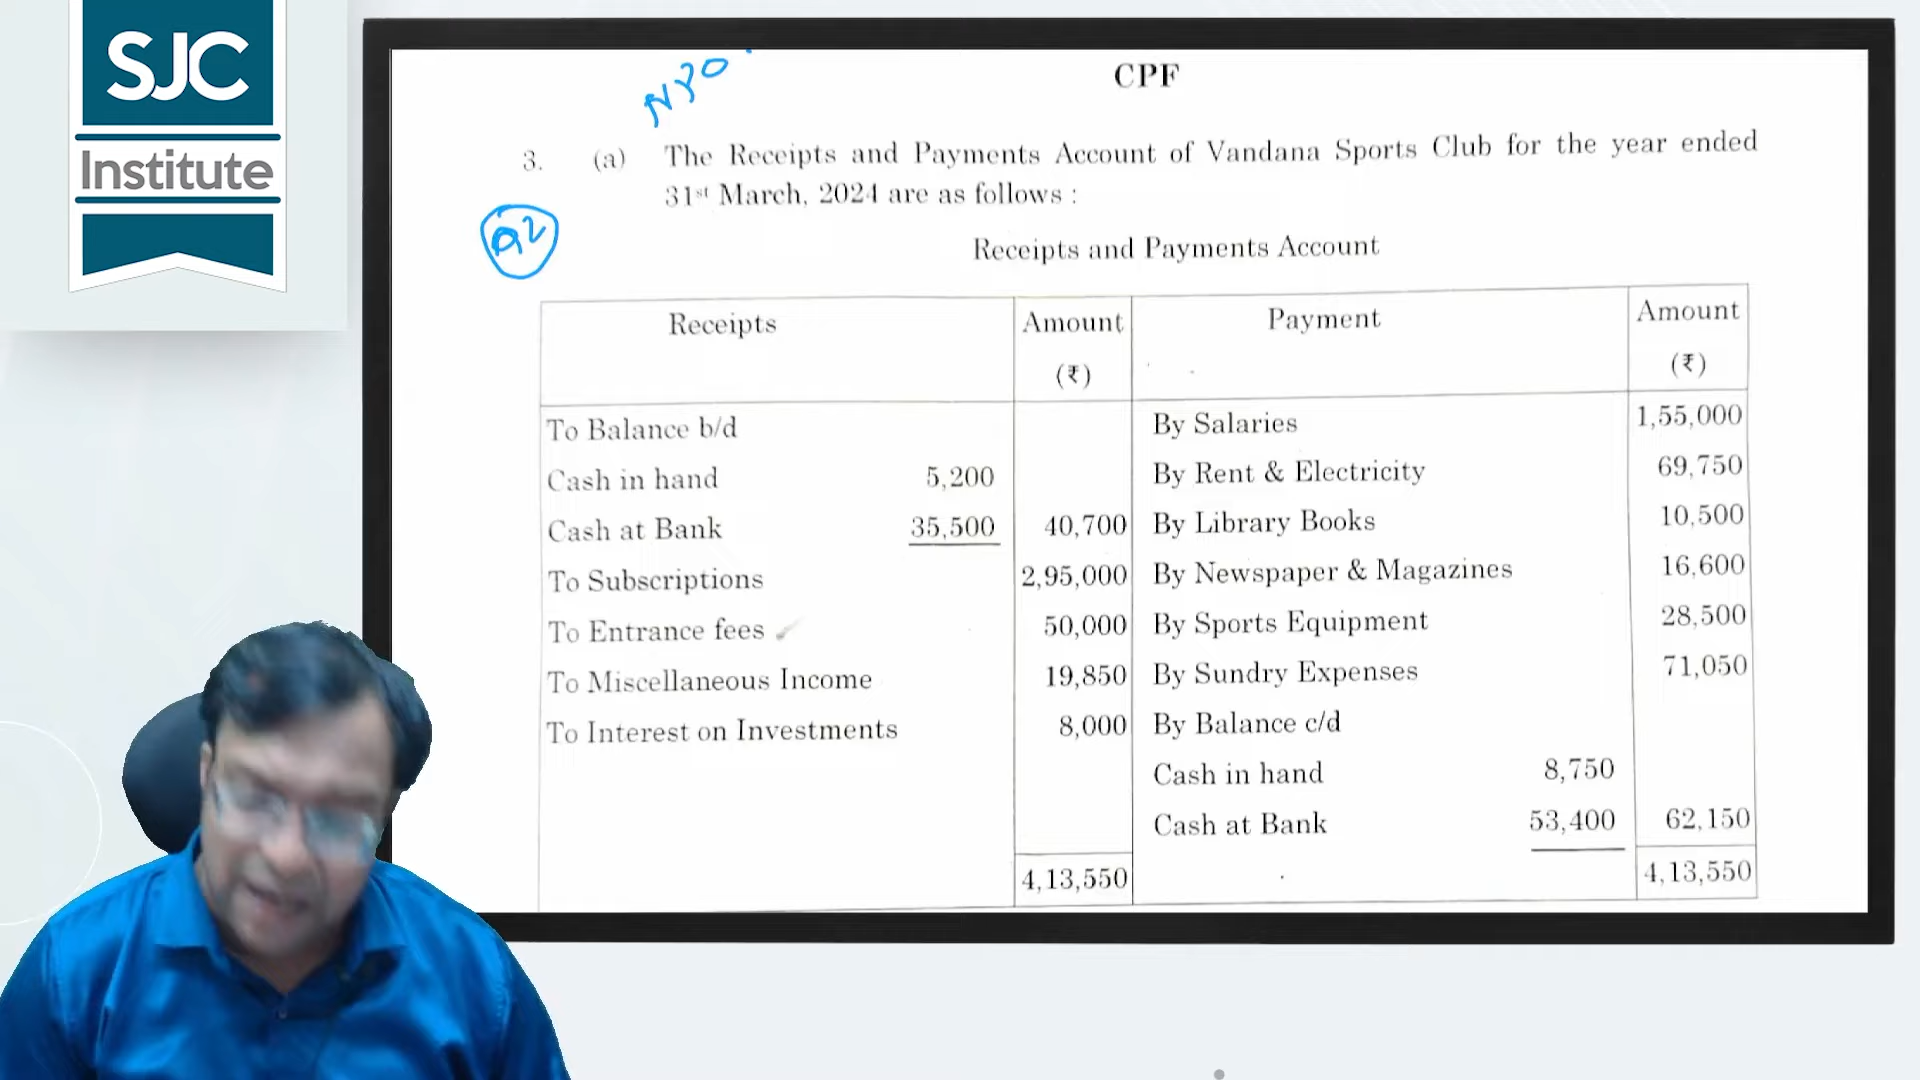 SJC
Institute
NPO
CPF
3. (a) The Receipts and Payments Account of Vandana Sports Club for the year ended
31st March, 2024 are as follows :
Q2
Receipts and Payments Account
Receipts Amount (₹) Payment Amount (₹)
To Balance b/d By Salaries 1,55,000
Cash in hand 5,200 By Rent & Electricity 69,750
Cash at Bank 35,500 40,700 By Library Books 10,500
To Subscriptions 2,95,000 By Newspaper & Magazines 16,600
To Entrance fees 50,000 By Sports Equipment 28,500
To Miscellaneous Income 19,850 By Sundry Expenses 71,050
To Interest on Investments 8,000 By Balance c/d
Cash in hand 8,750
Cash at Bank 53,400 62,150
4,13,550 4,13,550